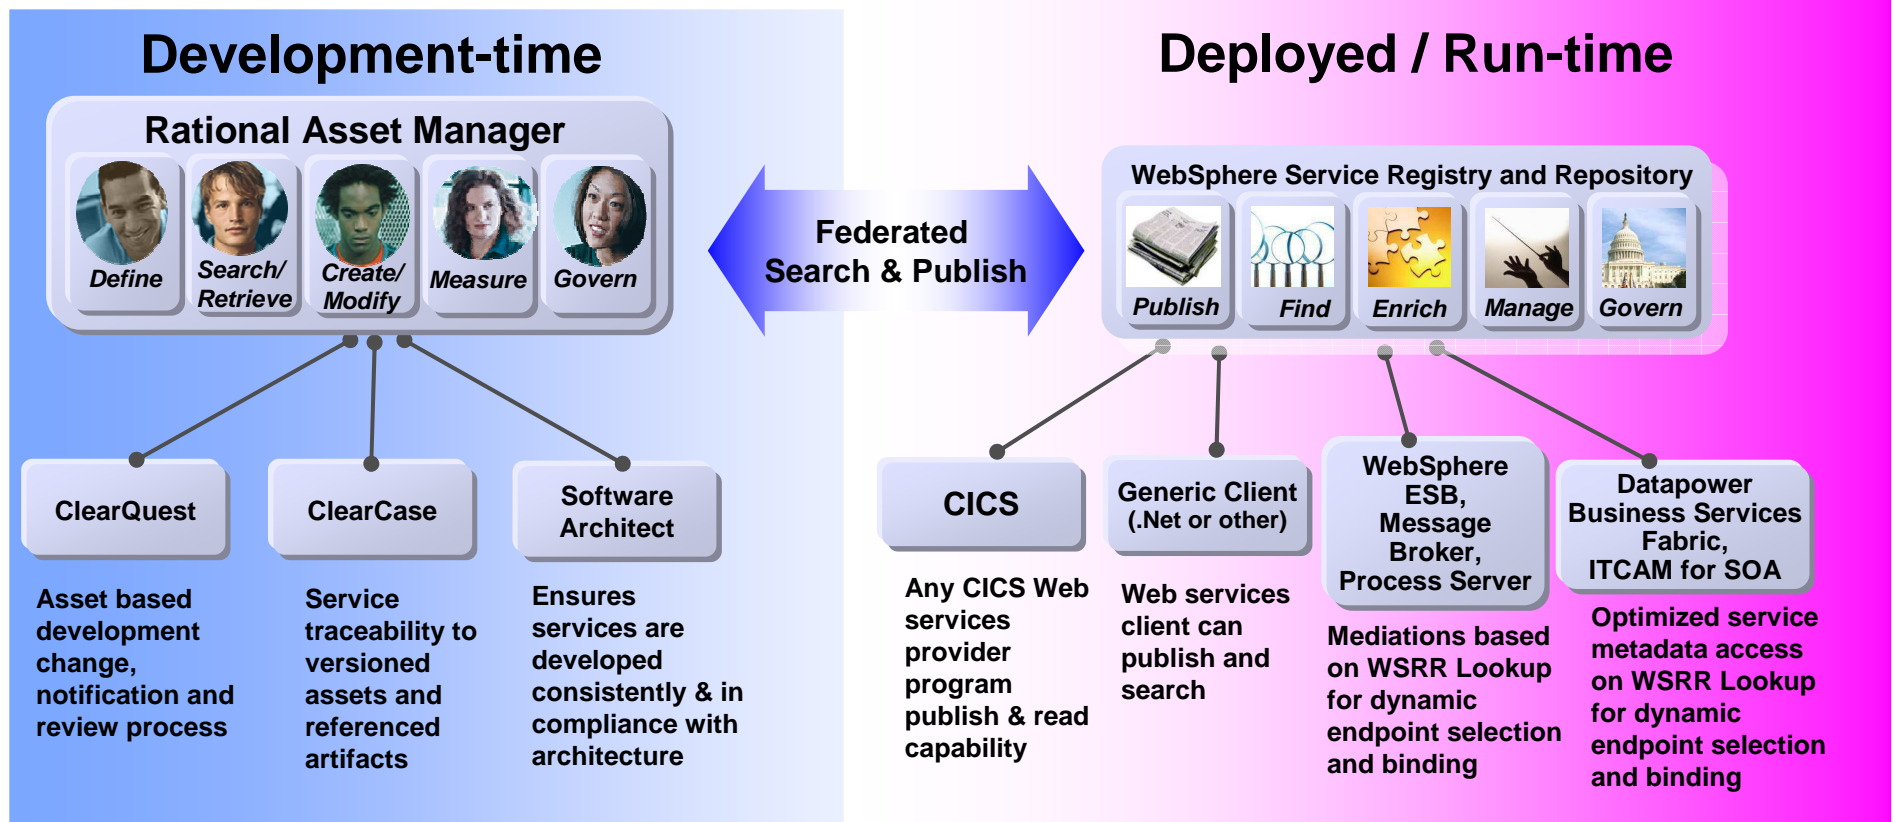 Development-time
Rational Asset Manager
Define
Search/
Retrieve
Create/
Modify
Measure
Govern
ClearQuest
Asset based
development
change,
notification and
review process
ClearCase
Service
traceability to
versioned
assets and
referenced
artifacts
Software
Architect
Ensures
services are
developed
consistently & in
compliance with
architecture
Federated
Search & Publish
Deployed / Run-time
WebSphere Service Registry and Repository
Publish
Find
Enrich
Manage
Govern
CICS
Any CICS Web
services
provider
program
publish & read
capability
Generic Client
(.Net or other)
Web services
client can
publish and
search
WebSphere
ESB,
Message
Broker,
Process Server
Mediations based
on WSRR Lookup
for dynamic
endpoint selection
and binding
Datapower
Business Services
Fabric,
ITCAM for SOA
Optimized service
metadata access
on WSRR Lookup
for dynamic
endpoint selection
and binding